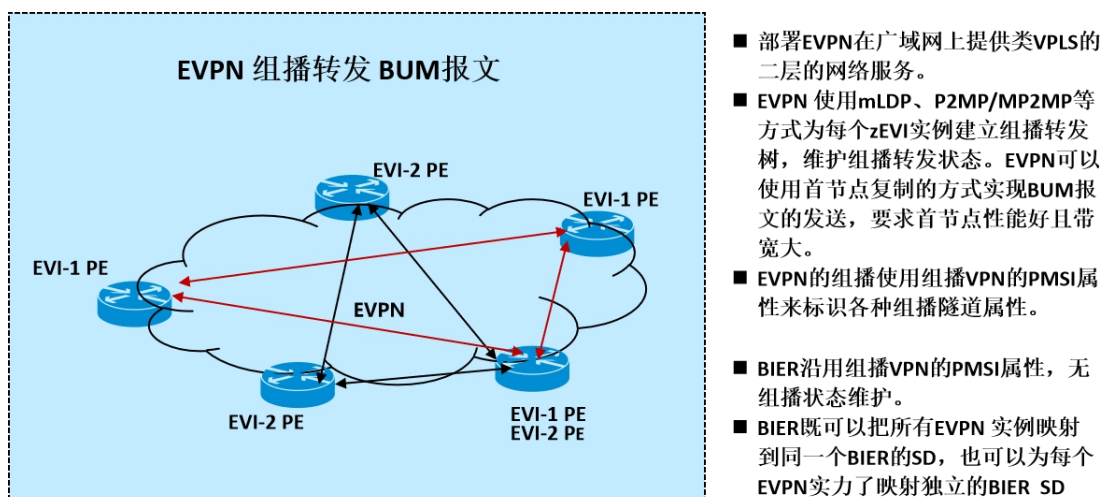 EVPN 组播转发 BUM报文
EVI-2 PE
EVI-1 PE
EVI-1 PE
EVPN
EVI-2 PE
EVI-1 PE
EVI-2 PE
■ 部署EVPN在广域网上提供类VPLS的
二层的网络服务。
■ EVPN 使用mLDP、P2MP/MP2MP等
方式为每个zEVI实例建立组播转发
树，维护组播转发状态。EVPN可以
使用首节点复制的方式实现BUM报
文的发送，要求首节点性能好且带
宽大。
■ EVPN的组播使用组播VPN的PMSI属
性来标识各种组播隧道属性。
■ BIER沿用组播VPN的PMSI属性，无
组播状态维护。
■ BIER既可以把所有EVPN 实例映射
到同一个BIER的SD，也可以为每个
EVPN实力了映射独立的BIER SD